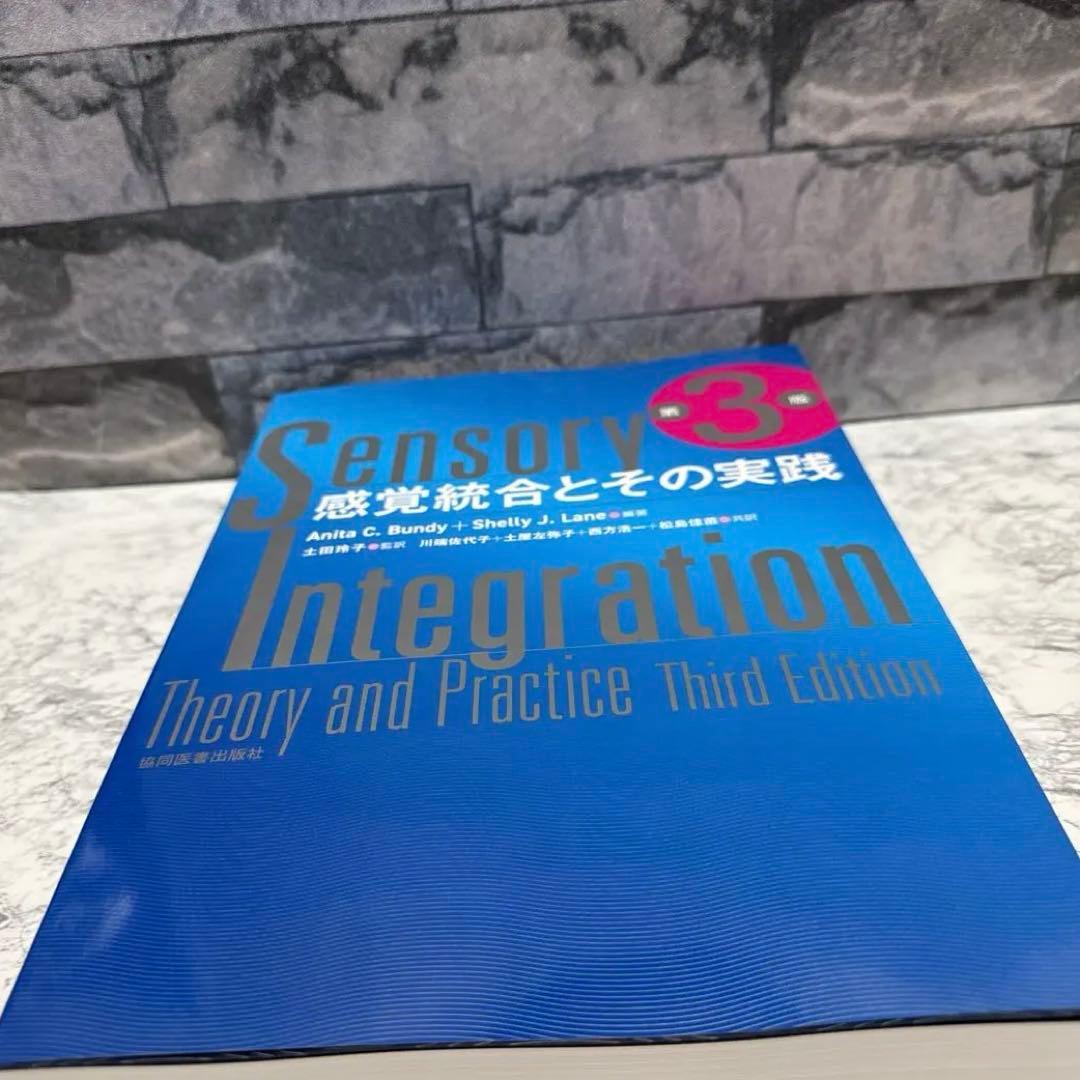 Sensory
第3版
感覚統合とその実践
Anita C. Bundy + Shelly J. Lane ●編著
土田玲子●監訳 川端佐代子+土屋左弥子+西方浩一+松島佳苗●共訳
Integration
Theory and Practice Third Edition
協同医書出版社